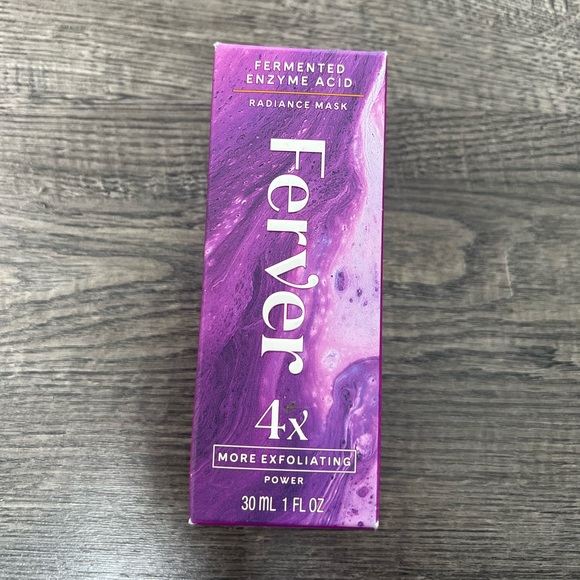 FERMENTED
ENZYME ACID
RADIANCE MASK
Ferver
4x
MORE EXFOLIATING
POWER
30 ML 1 FL OZ